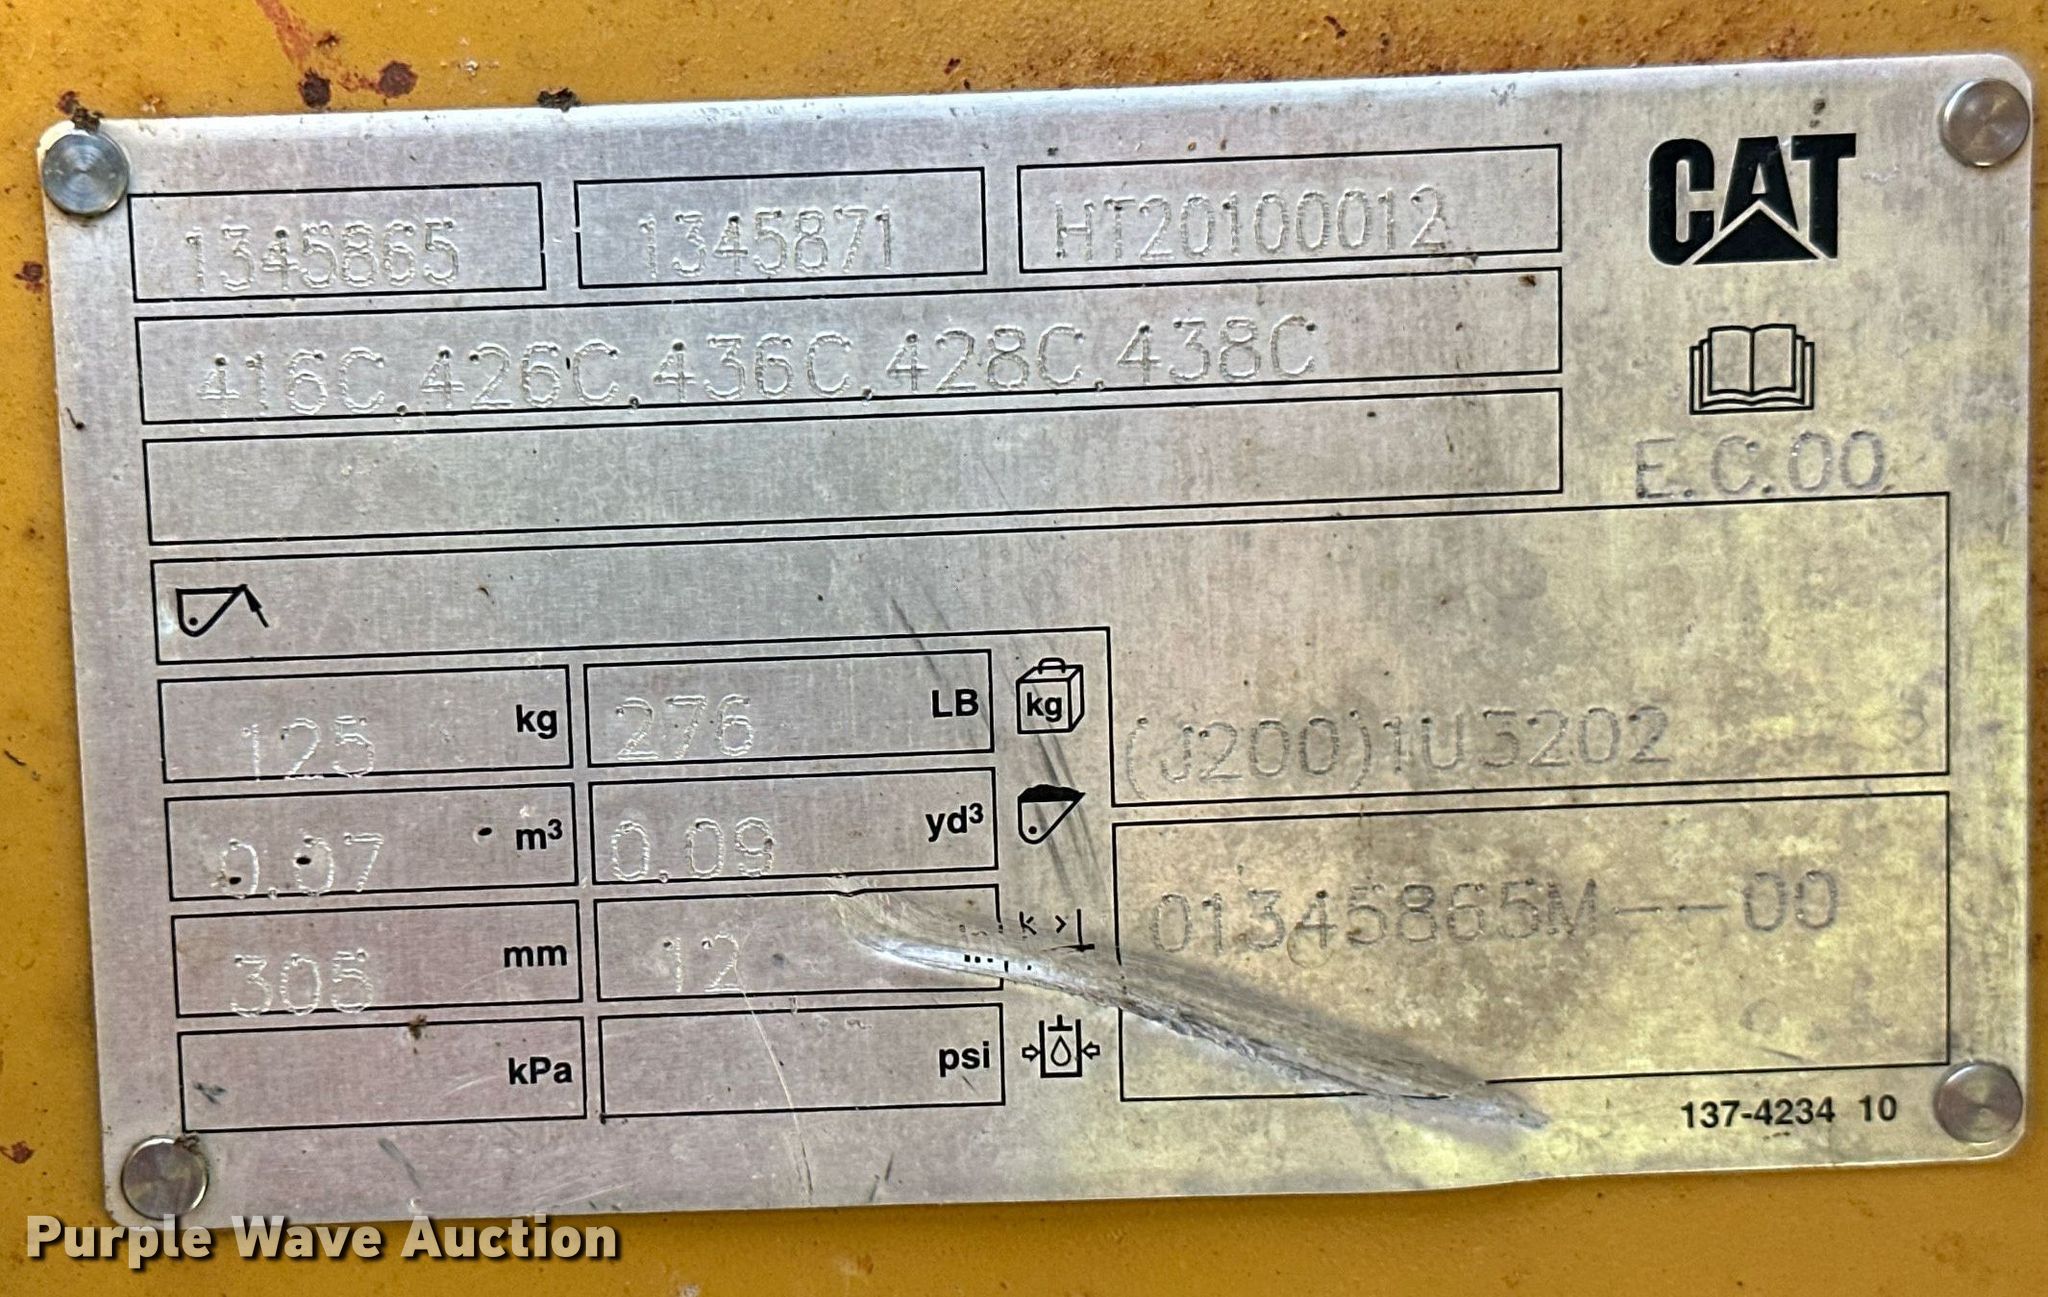 1345865 1345871 HT20100012 CAT
416C,426C,436C,428C,438C
E.C.00
125 kg 276 LB kg
(J200)1U3202
0.07 m³ 0.09 yd³
01345865M--00
305 mm 12
kPa psi
137-4234 10
Purple Wave Auction